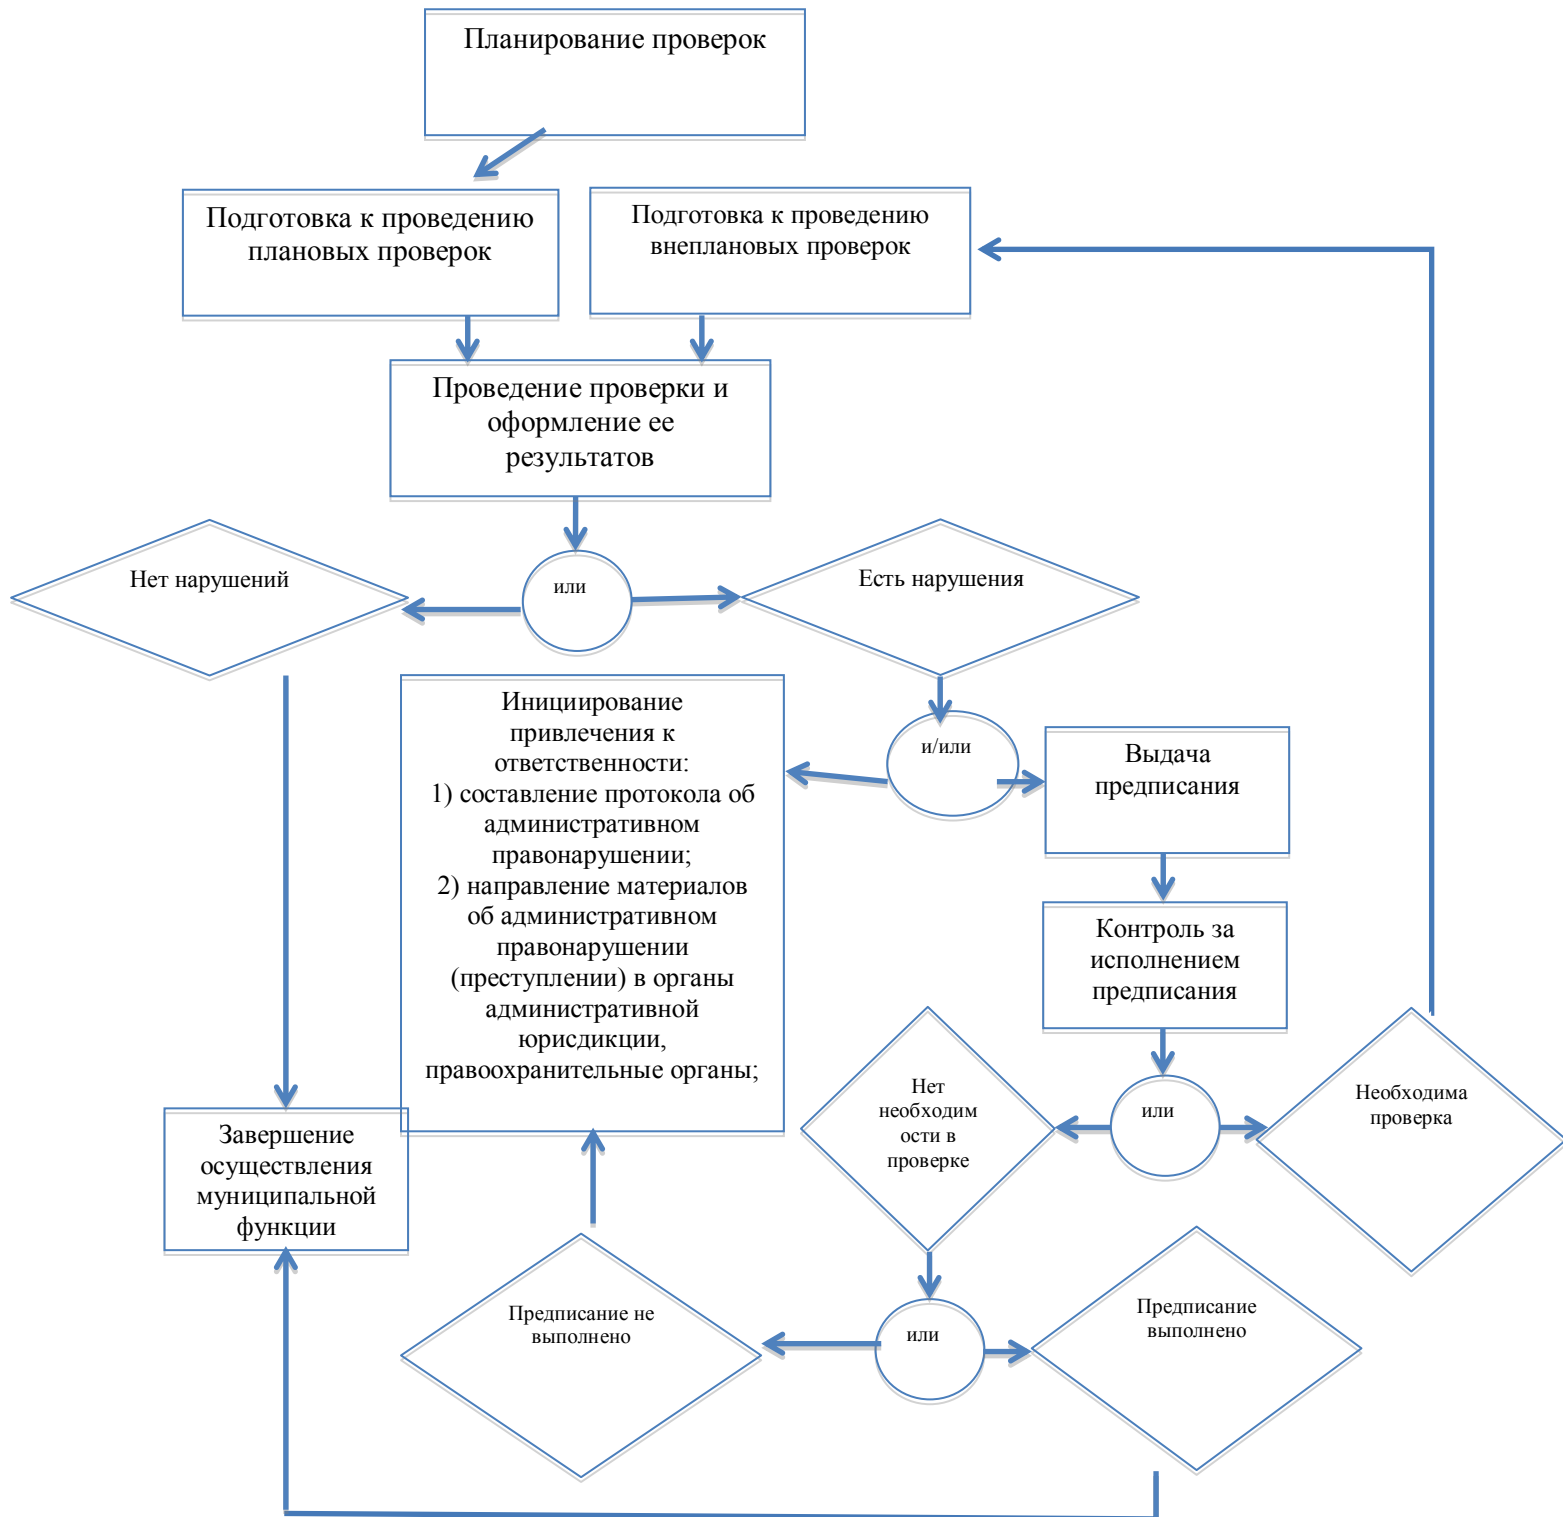 Планирование проверок
Подготовка к проведению
плановых проверок
Подготовка к проведению
внеплановых проверок
Проведение проверки и
оформление ее
результатов
Нет нарушений
или
Есть нарушения
Инициирование
привлечения к
ответственности:
1) составление протокола об
административном
правонарушении;
2) направление материалов
об административном
правонарушении
(преступлении) в органы
административной
юрисдикции,
правоохранительные органы;
и/или
Выдача
предписания
Контроль за
исполнением
предписания
Нет
необходим
ости в
проверке
или
Необходима
проверка
Завершение
осуществления
муниципальной
функции
Предписание не
выполнено
или
Предписание
выполнено